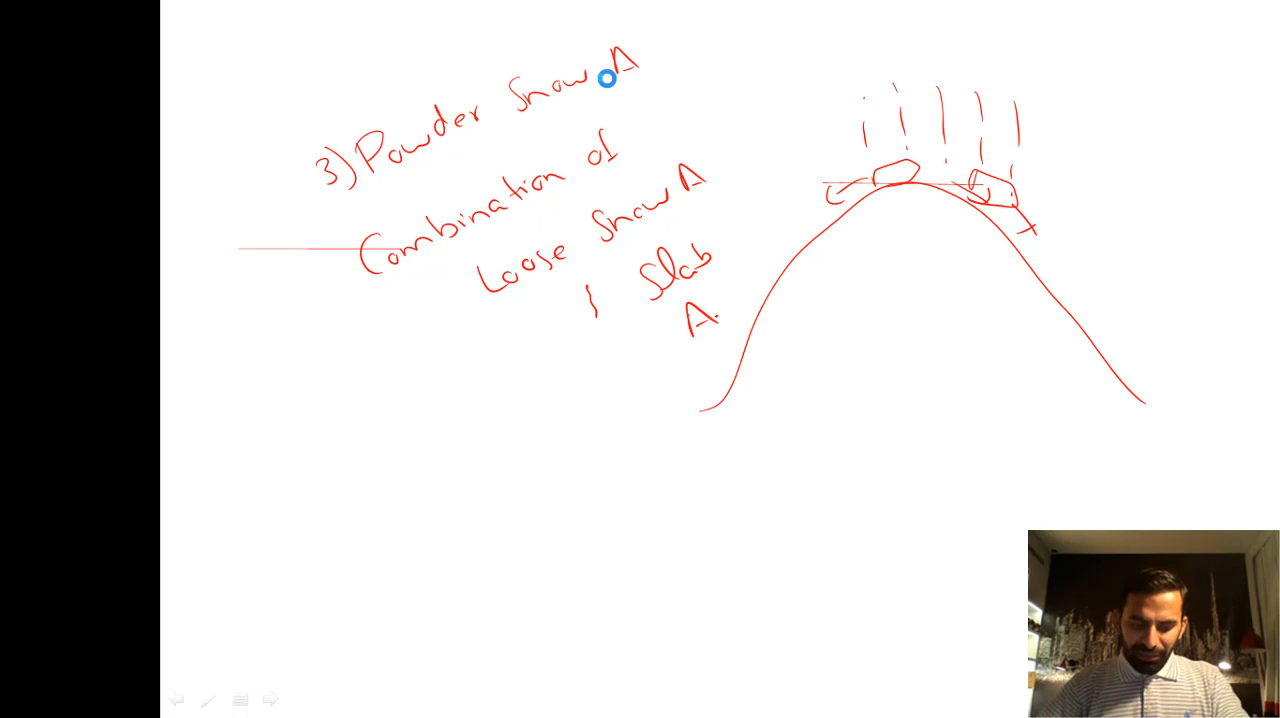 3) Powder Snow A
Combination of
Loose Snow A
& Slab
A.